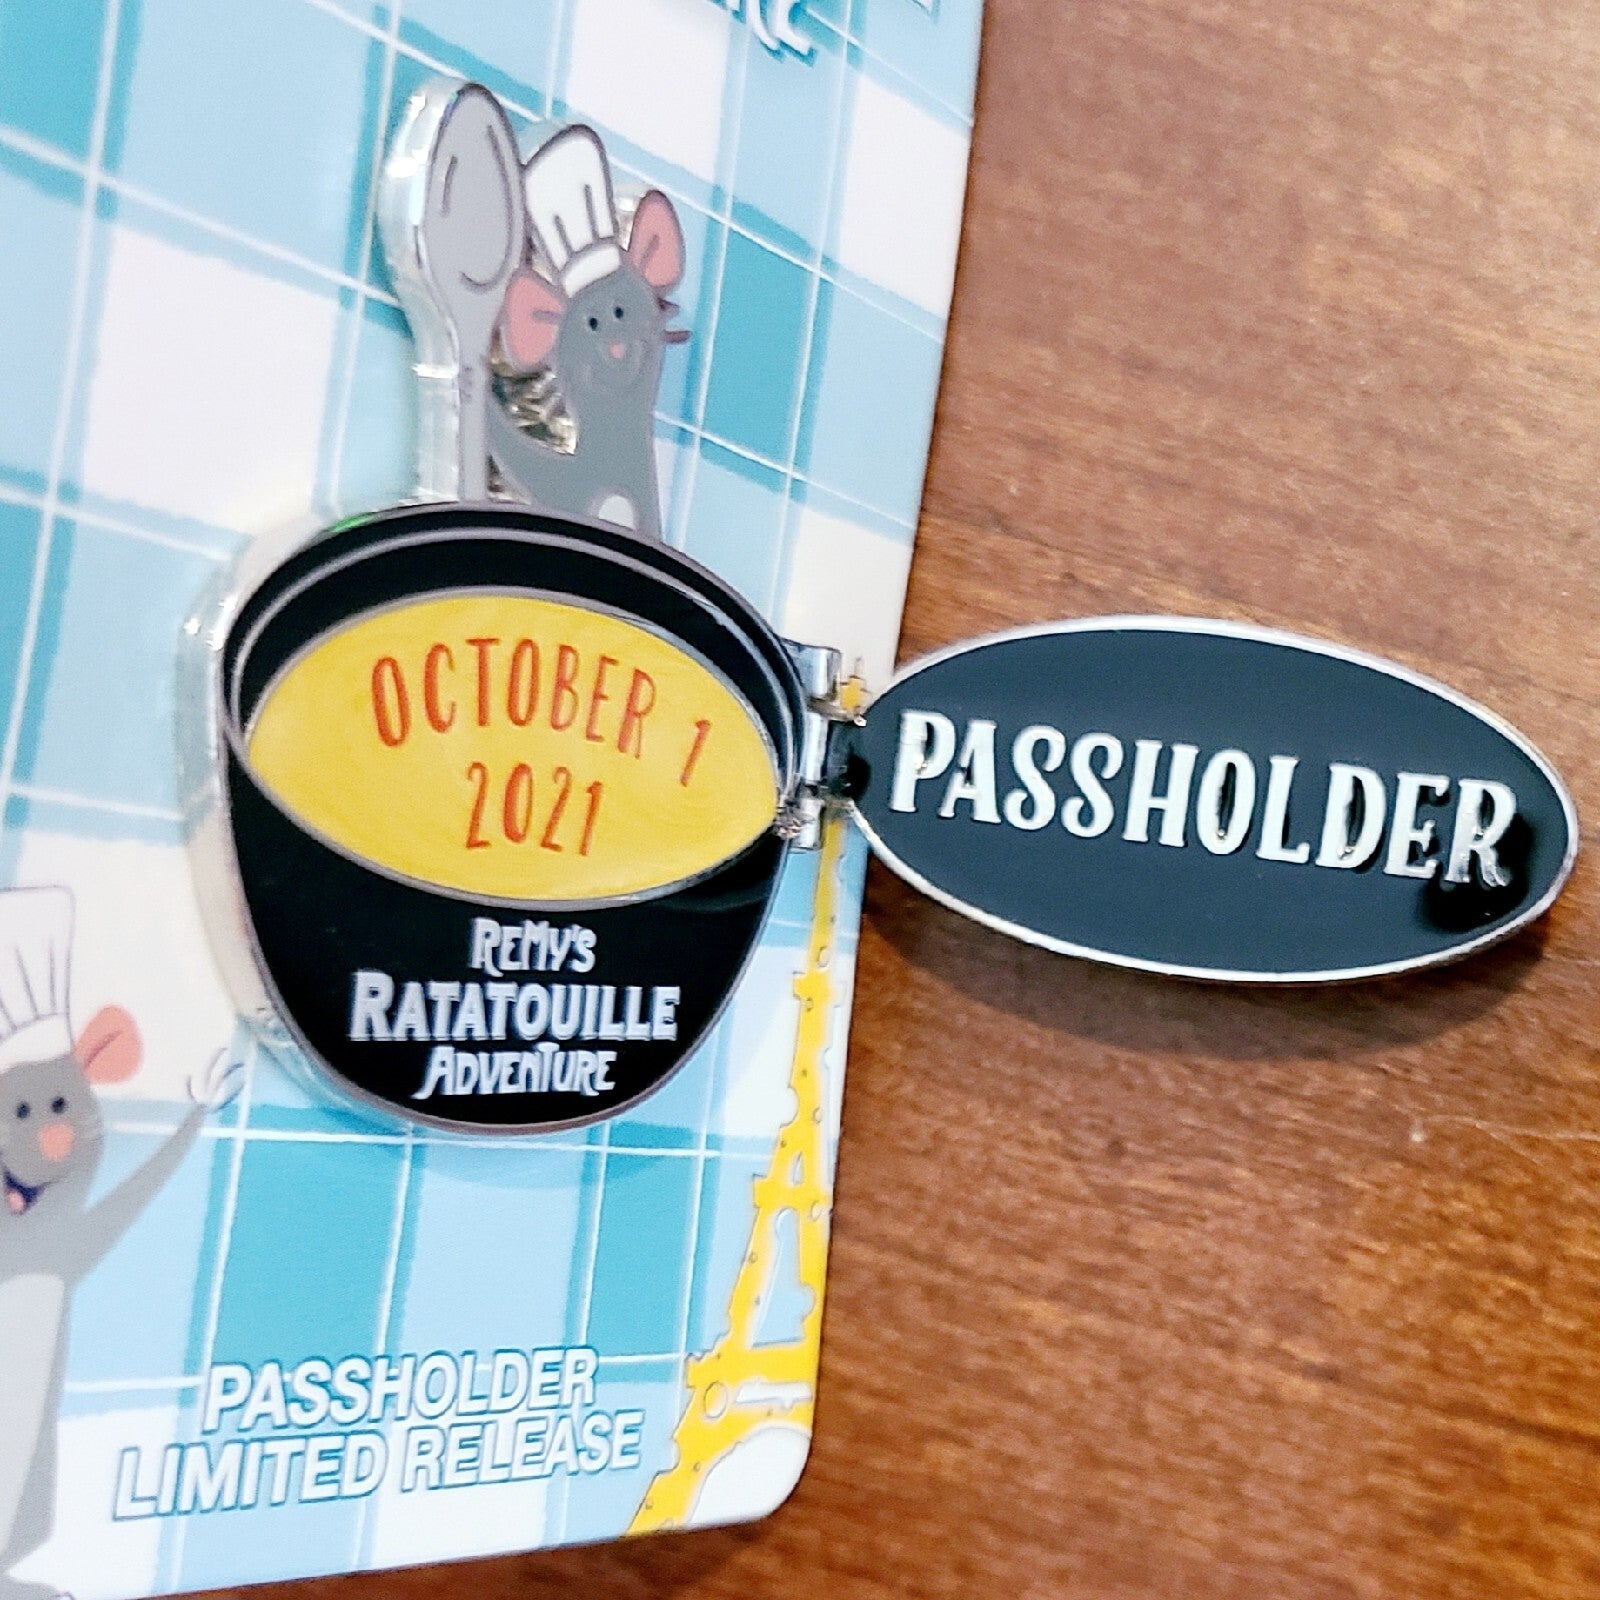 OCTOBER 1
2021
REMY'S
RATATOUILLE
ADVENTURE
PASSHOLDER
PASSHOLDER
LIMITED RELEASE